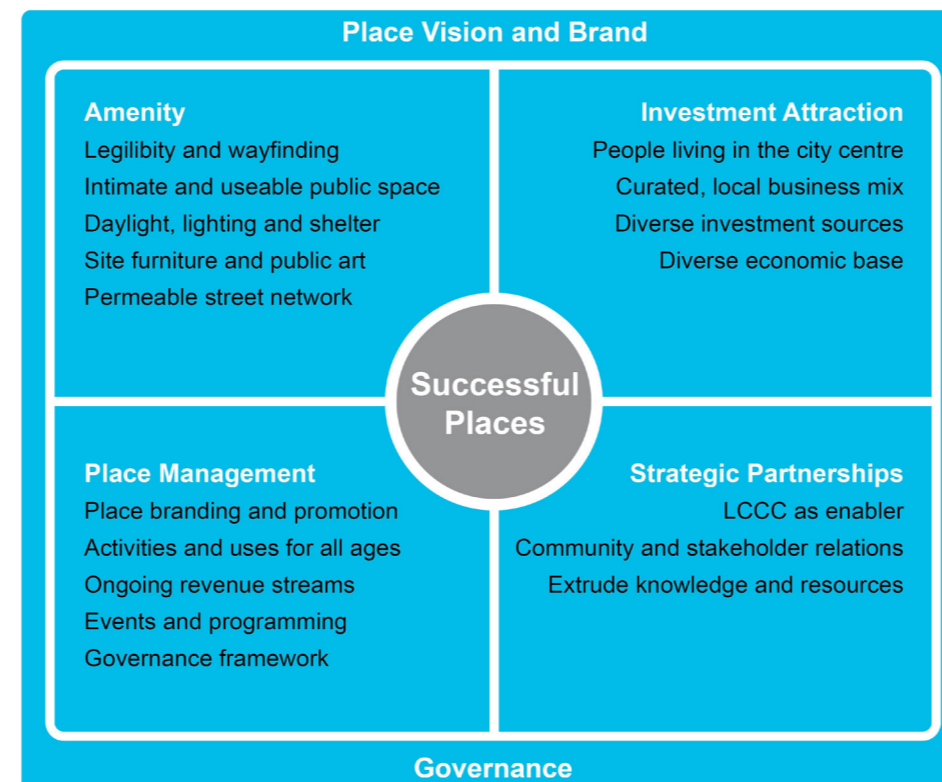 Place Vision and Brand
Amenity
Legilibity and wayfinding
Intimate and useable public space
Daylight, lighting and shelter
Site furniture and public art
Permeable street network
Investment Attraction
People living in the city centre
Curated, local business mix
Diverse investment sources
Diverse economic base
Successful
Places
Place Management
Place branding and promotion
Activities and uses for all ages
Ongoing revenue streams
Events and programming
Governance framework
Strategic Partnerships
LCCC as enabler
Community and stakeholder relations
Extrude knowledge and resources
Governance